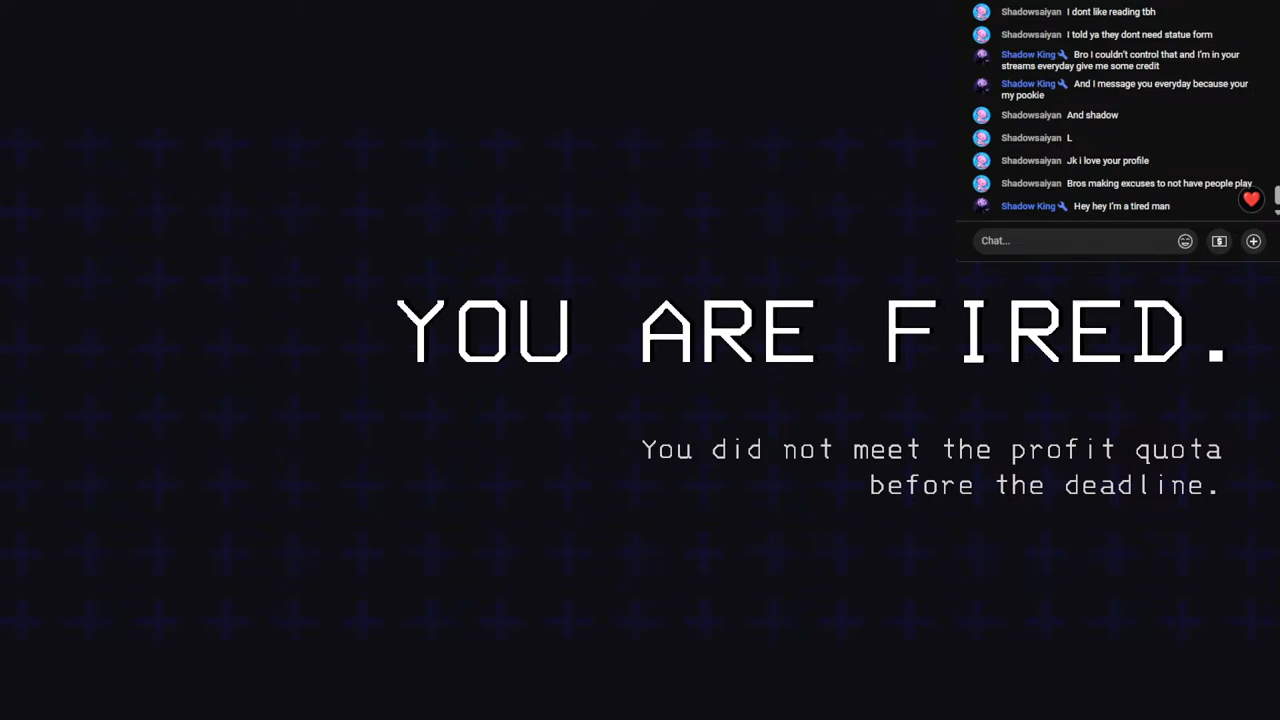 Shadowsaiyan I dont like reading tbh
Shadowsaiyan I told ya they dont need statue form
Shadow King Bro I couldn't control that and I'm in your
streams everyday give me some credit
Shadow King And I message you everyday because your
my pookie
Shadowsaiyan And shadow
Shadowsaiyan L
Shadowsaiyan Jk i love your profile
Shadowsaiyan Bros making excuses to not have people play
Shadow King Hey hey I'm a tired man
Chat...
YOU ARE FIRED.
You did not meet the profit quota
before the deadline.